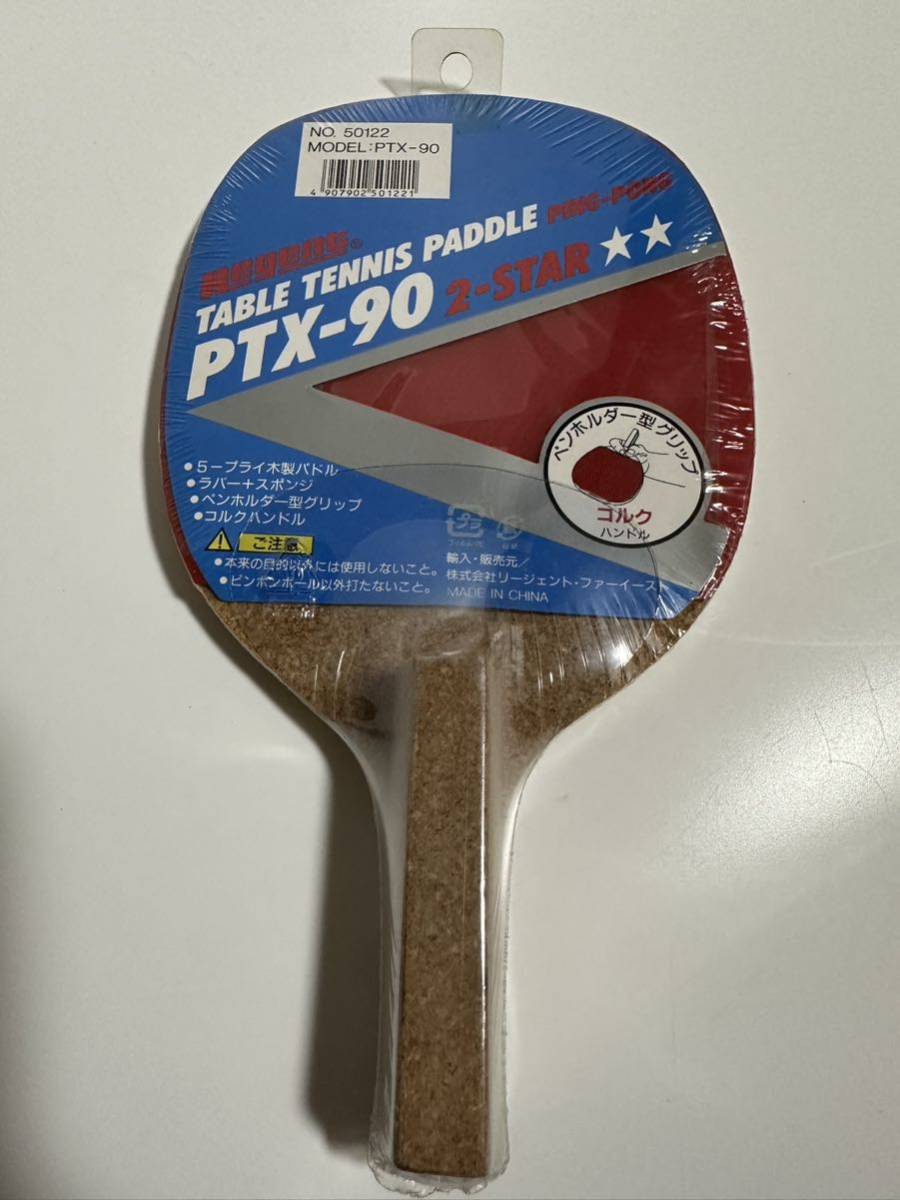 NO. 50122
MODEL:PTX-90
4 907902 501221
REGENT®
TABLE TENNIS PADDLE PING-PONG
PTX-90 2-STAR
ペンホルダー型グリップ
コルク
ハンドル
●5ープライ木製パドル
●ラバー+スポンジ
●ペンホルダー型グリップ
●コルクハンドル
ご注意
●本来の目的以外には使用しないこと。
●ピンポンボール以外打たないこと。
輸入・販売元/
株式会社リージェント・ファーイースト
MADE IN CHINA